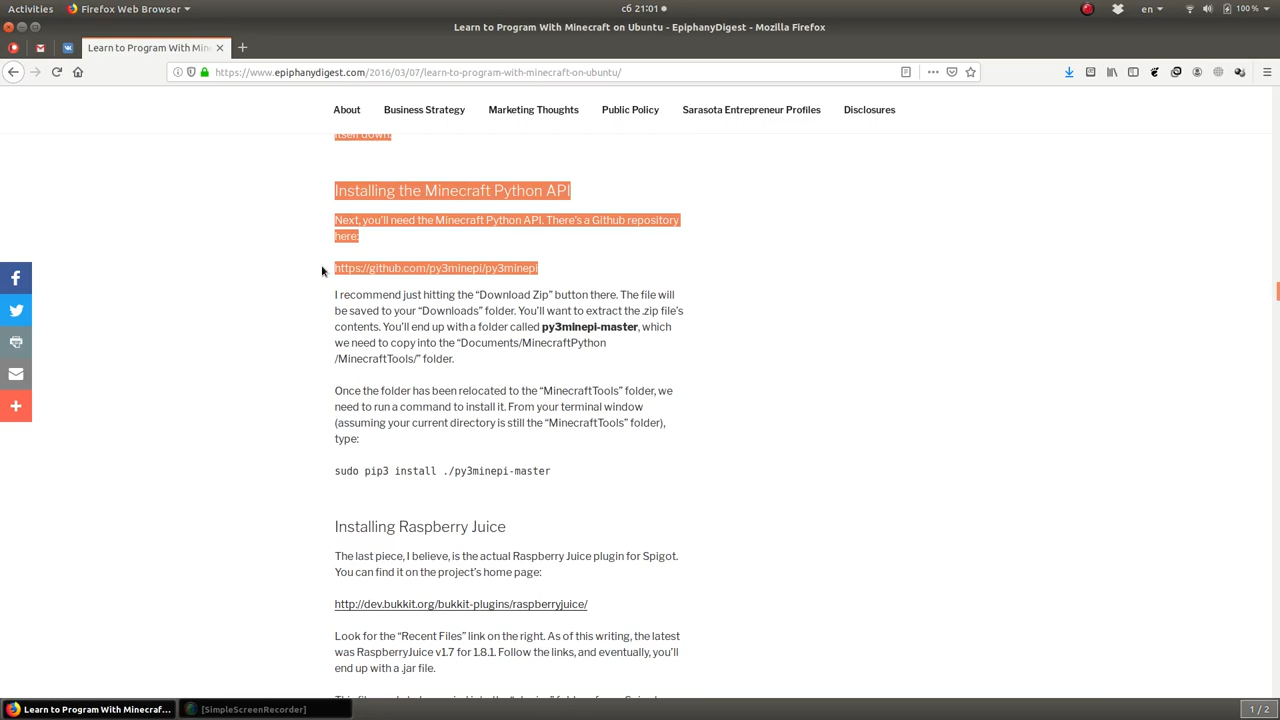 Activities
Firefox Web Browser
сб 21:01
en
100 %
Learn to Program With Minecraft on Ubuntu - EpiphanyDigest - Mozilla Firefox
Learn to Program With Min
https://www.epiphanydigest.com/2016/03/07/learn-to-program-with-minecraft-on-ubuntu/
About
Business Strategy
Marketing Thoughts
Public Policy
Sarasota Entrepreneur Profiles
Disclosures
itself down.
Installing the Minecraft Python API
Next, you’ll need the Minecraft Python API. There’s a Github repository
here:
https://github.com/py3minepi/py3minepi
I recommend just hitting the “Download Zip” button there. The file will
be saved to your “Downloads” folder. You’ll want to extract the .zip file’s
contents. You’ll end up with a folder called py3minepi-master, which
we need to copy into the “Documents/MinecraftPython
/MinecraftTools/” folder.
Once the folder has been relocated to the “MinecraftTools” folder, we
need to run a command to install it. From your terminal window
(assuming your current directory is still the “MinecraftTools” folder),
type:
sudo pip3 install ./py3minepi-master
Installing Raspberry Juice
The last piece, I believe, is the actual Raspberry Juice plugin for Spigot.
You can find it on the project’s home page:
http://dev.bukkit.org/bukkit-plugins/raspberryjuice/
Look for the “Recent Files” link on the right. As of this writing, the latest
was RaspberryJuice v1.7 for 1.8.1. Follow the links, and eventually, you’ll
end up with a .jar file.
Learn to Program With Minecraf...
[SimpleScreenRecorder]
1 / 2